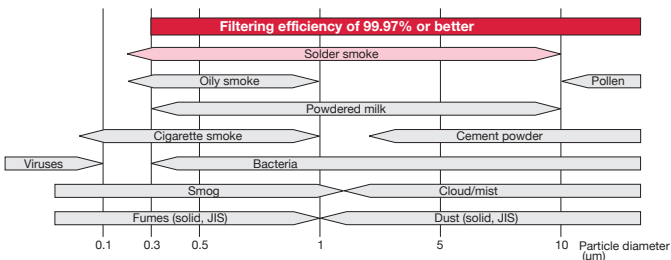 Filtering efficiency of 99.97% or better
Solder smoke
Oily smoke Pollen
Powdered milk
Cigarette smoke Cement powder
Viruses Bacteria
Smog Cloud/mist
Fumes (solid, JIS) Dust (solid, JIS)
0.1 0.3 0.5 1 5 10 Particle diameter
(um)